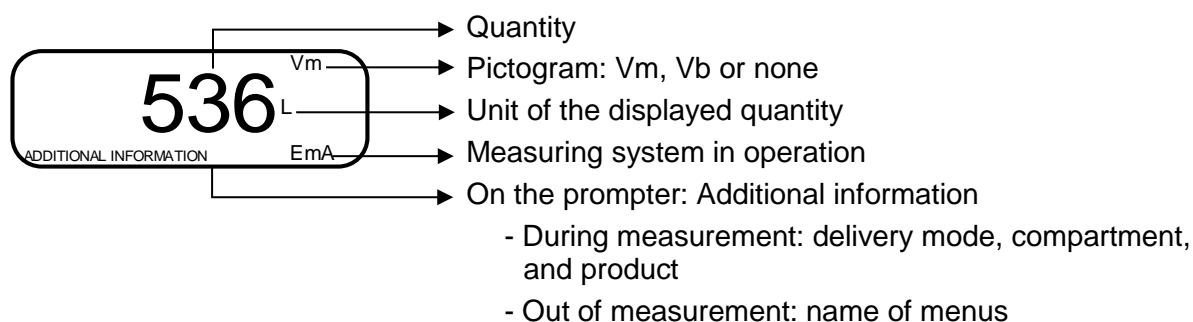 Quantity
Vm
Pictogram: Vm, Vb or none
536
L
Unit of the displayed quantity
ADDITIONAL INFORMATION
EmA
Measuring system in operation
On the prompter: Additional information
- During measurement: delivery mode, compartment,
and product
- Out of measurement: name of menus